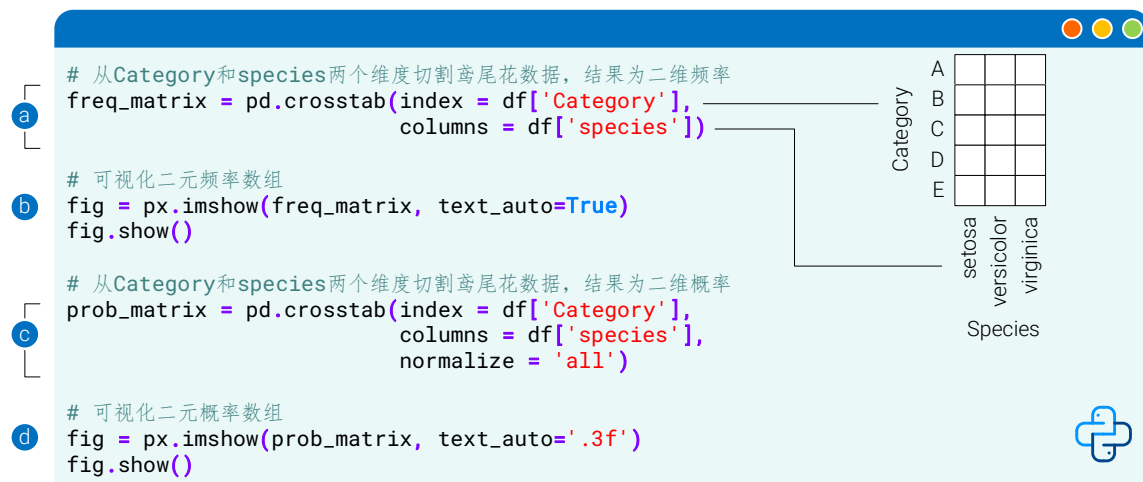 # 从Category和species两个维度切割鸢尾花数据，结果为二维频率
freq_matrix = pd.crosstab(index = df['Category'],
columns = df['species'])
a
# 可视化二元频率数组
b
fig = px.imshow(freq_matrix, text_auto=True)
fig.show()
# 从Category和species两个维度切割鸢尾花数据，结果为二维概率
prob_matrix = pd.crosstab(index = df['Category'],
c
columns = df['species'],
normalize = 'all')
# 可视化二元概率数组
d
fig = px.imshow(prob_matrix, text_auto='.3f')
fig.show()
Category
A
B
C
D
E
setosa
versicolor
virginica
Species